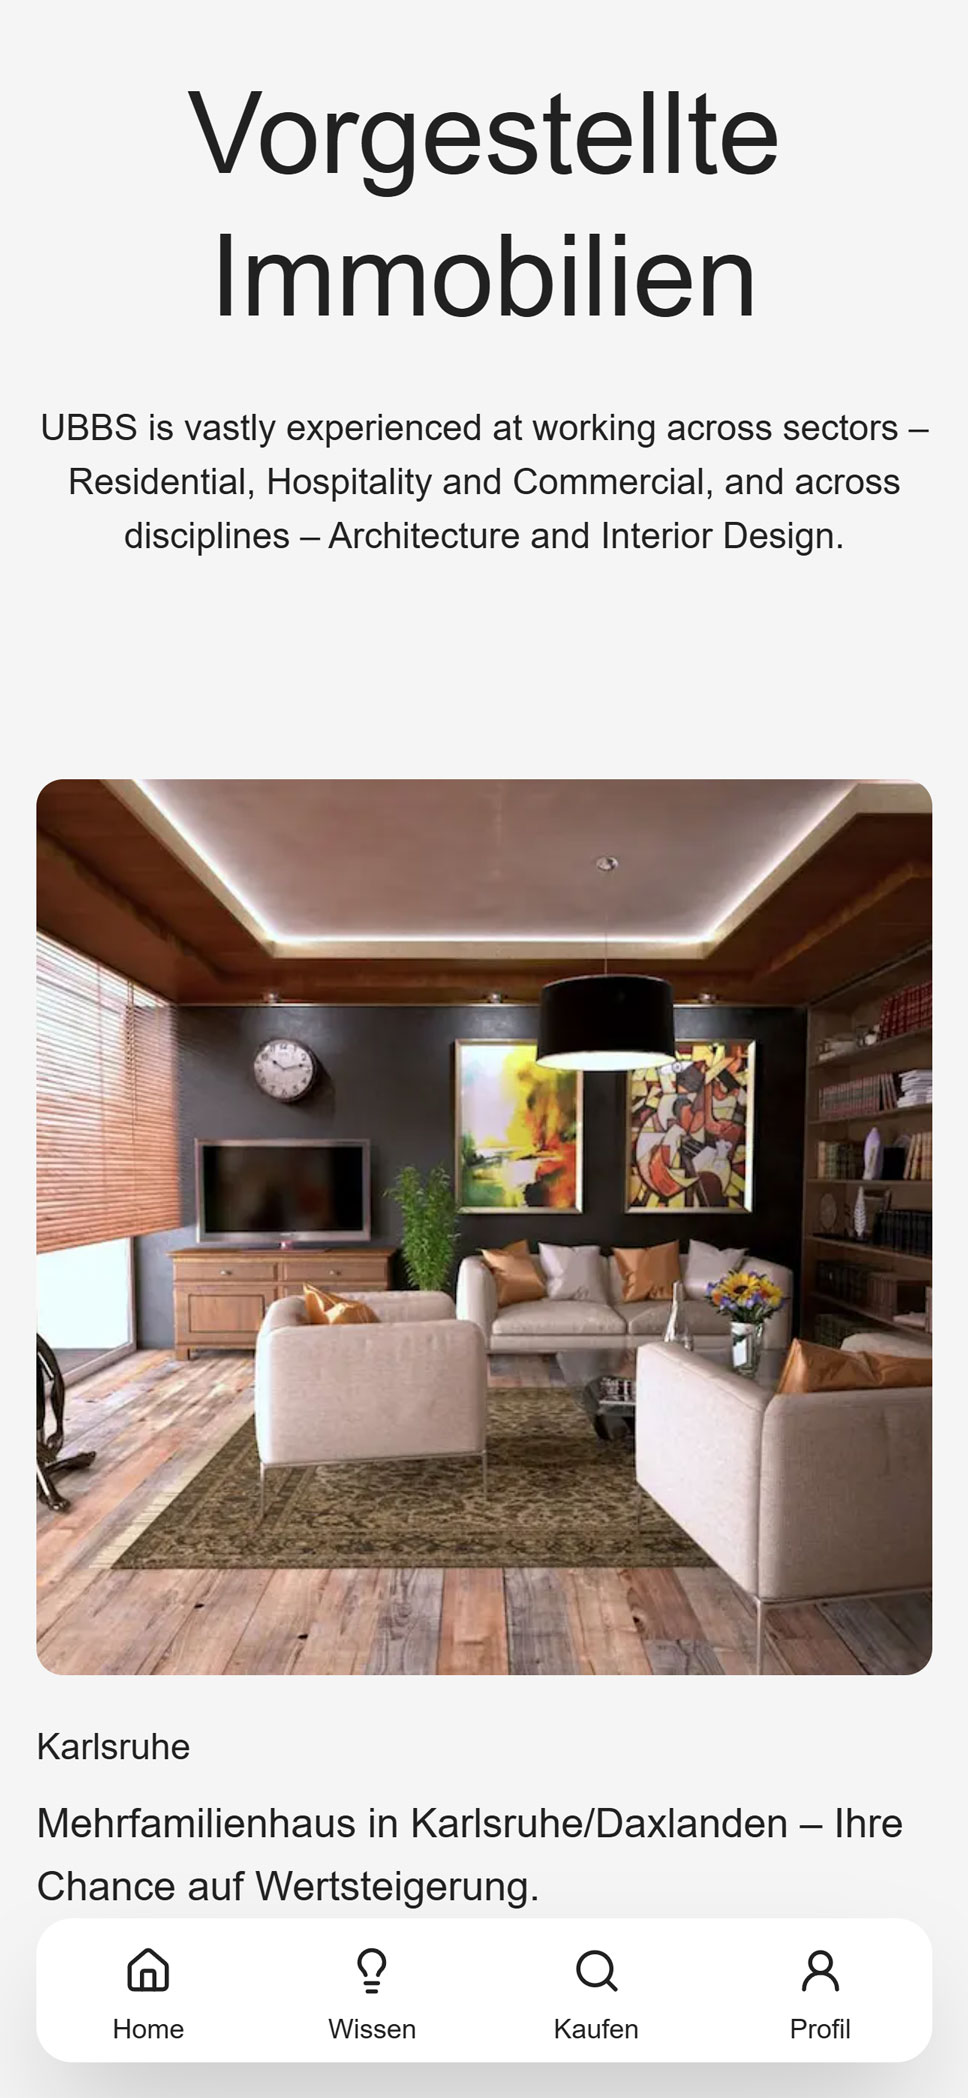 Vorgestellte
Immobilien
UBBS is vastly experienced at working across sectors –
Residential, Hospitality and Commercial, and across
disciplines – Architecture and Interior Design.
Karlsruhe
Mehrfamilienhaus in Karlsruhe/Daxlanden – Ihre
Chance auf Wertsteigerung.
Home
Wissen
Kaufen
Profil